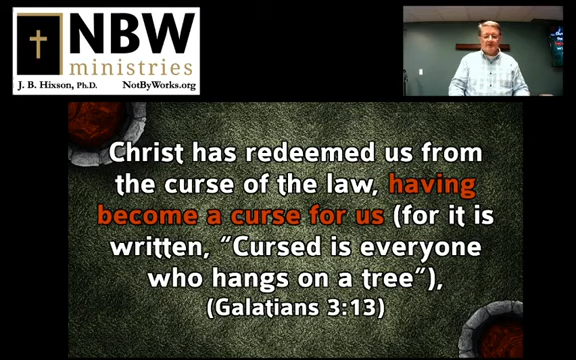 NBW
ministries
J. B. Hixson, Ph.D. NotByWorks.org
Christ has redeemed us from
the curse of the law, having
become a curse for us (for it is
written, “Cursed is everyone
who hangs on a tree”),
(Galatians 3:13)